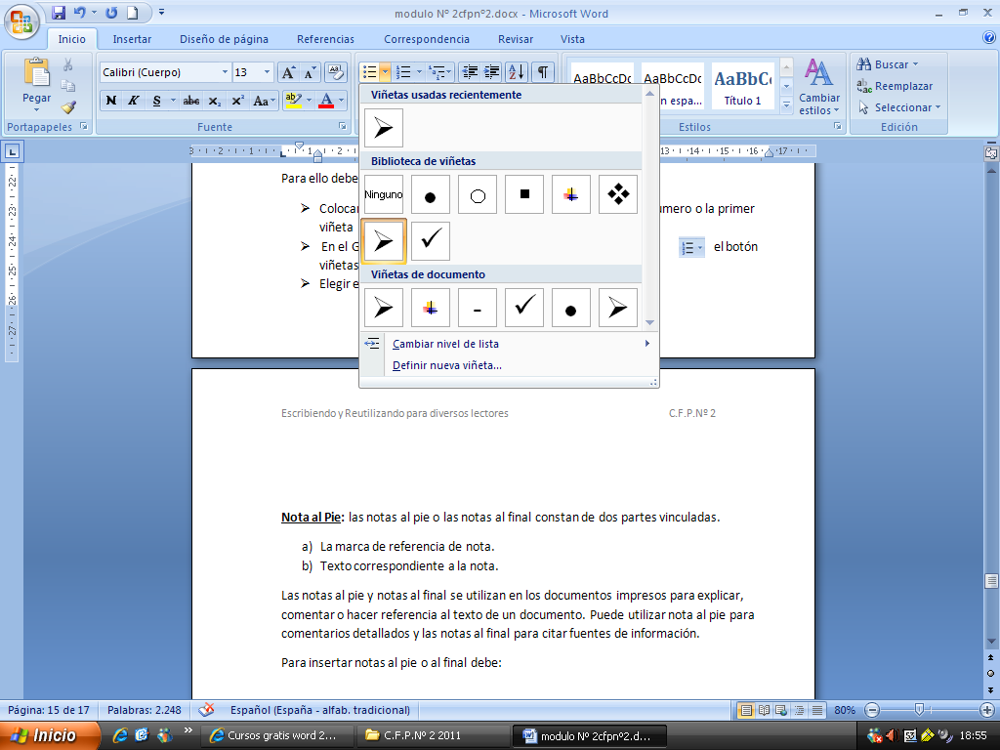 modulo Nº 2cfpnº2.docx - Microsoft Word
Inicio Insertar Diseño de página Referencias Correspondencia Revisar Vista
Pegar
Portapapeles
Calibri (Cuerpo) 13
N K S abc x₂ x² Aa
Fuente
AaBbCcDc AaBbCcDc AaBbC
n espa... Título 1
Cambiar estilos
Estilos
Buscar
Reemplazar
Seleccionar
Edición
Viñetas usadas recientemente
Biblioteca de viñetas
Ninguno
Viñetas de documento
Cambiar nivel de lista
Definir nueva viñeta...
Para ello debe
Coloca
umero o la primer
viñeta
En el G
el botón
viñetas
Elegir e
Escribiendo y Reutilizando para diversos lectores C.F.P.Nº 2
Nota al Pie: las notas al pie o las notas al final constan de dos partes vinculadas.
a) La marca de referencia de nota.
b) Texto correspondiente a la nota.
Las notas al pie y notas al final se utilizan en los documentos impresos para explicar,
comentar o hacer referencia al texto de un documento. Puede utilizar nota al pie para
comentarios detallados y las notas al final para citar fuentes de información.
Para insertar notas al pie o al final debe:
Página: 15 de 17 Palabras: 2.248 Español (España - alfab. tradicional) 80%
Inicio Cursos gratis word 2... C.F.P.Nº 2 2011 modulo Nº 2cfpnº2.d... 18:55